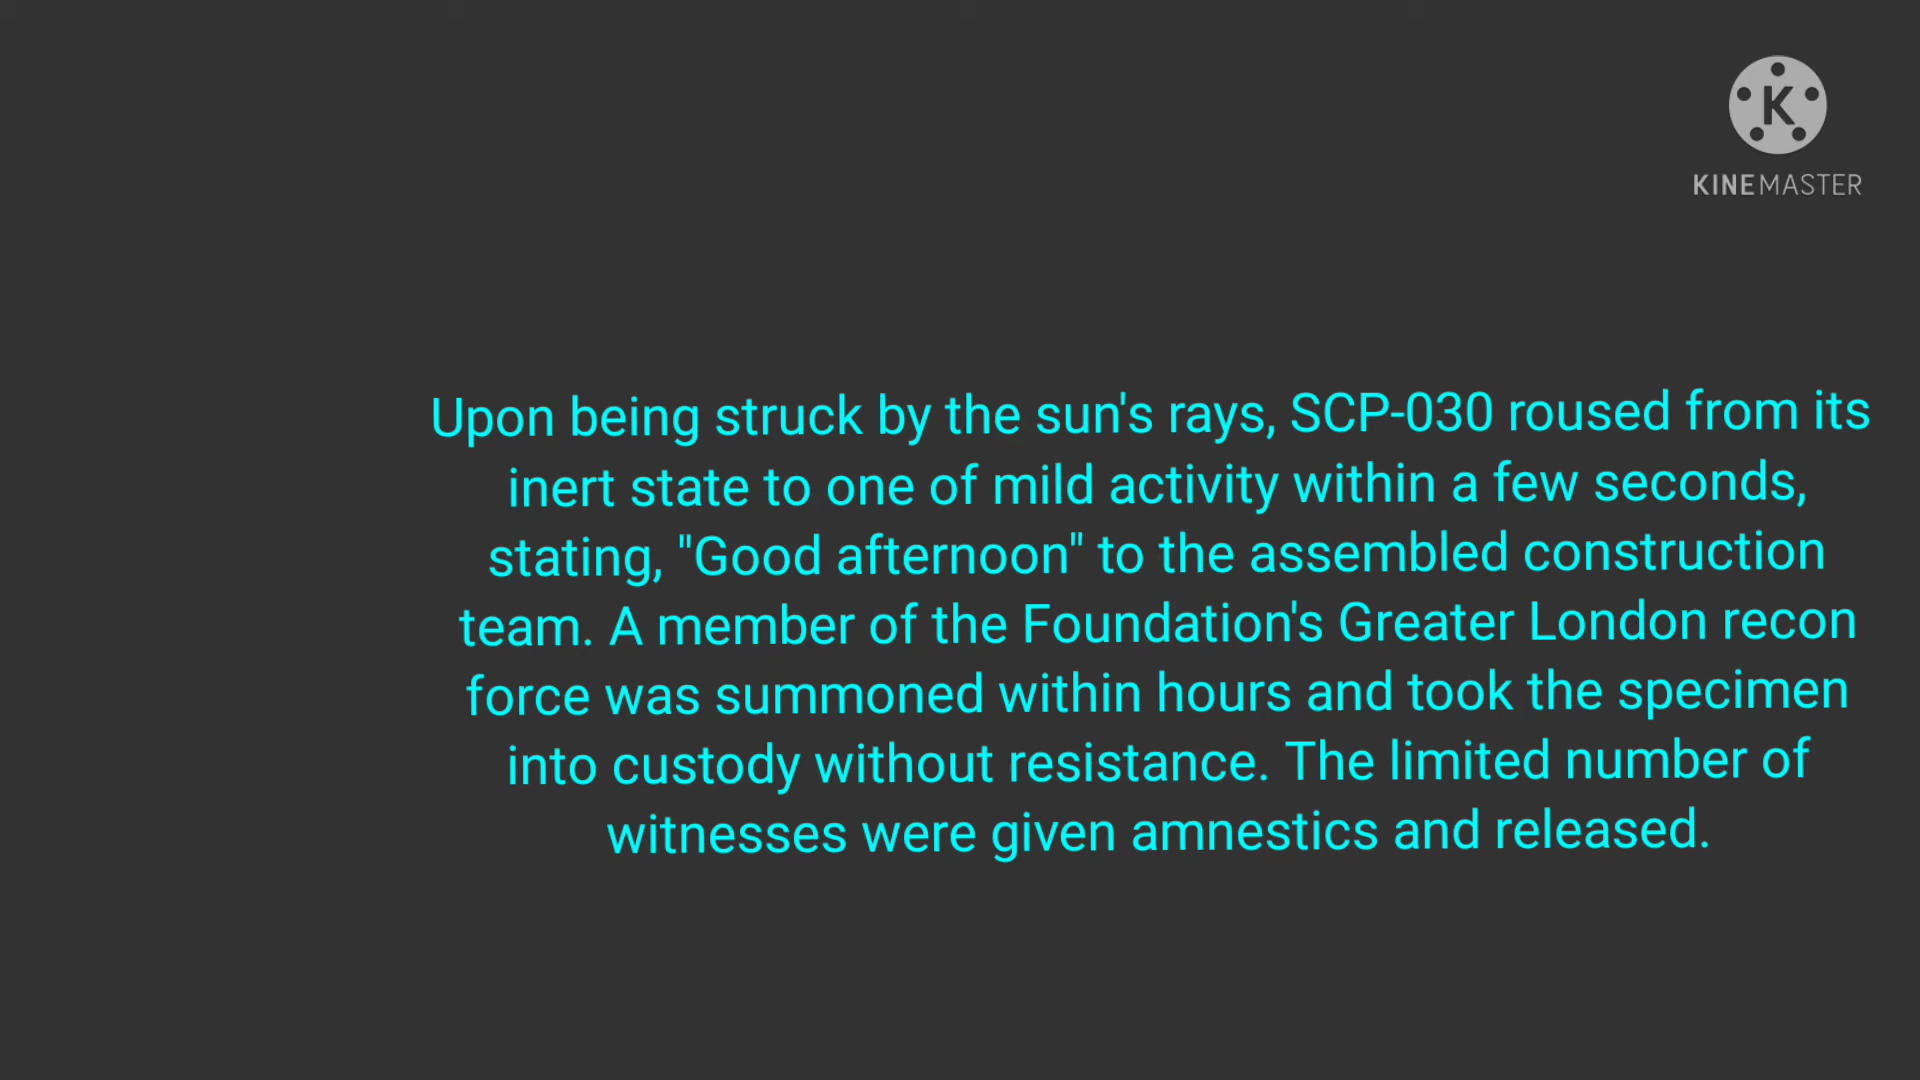 K
KINEMASTER
Upon being struck by the sun's rays, SCP-030 roused from its
inert state to one of mild activity within a few seconds,
stating, "Good afternoon" to the assembled construction
team. A member of the Foundation's Greater London recon
force was summoned within hours and took the specimen
into custody without resistance. The limited number of
witnesses were given amnestics and released.